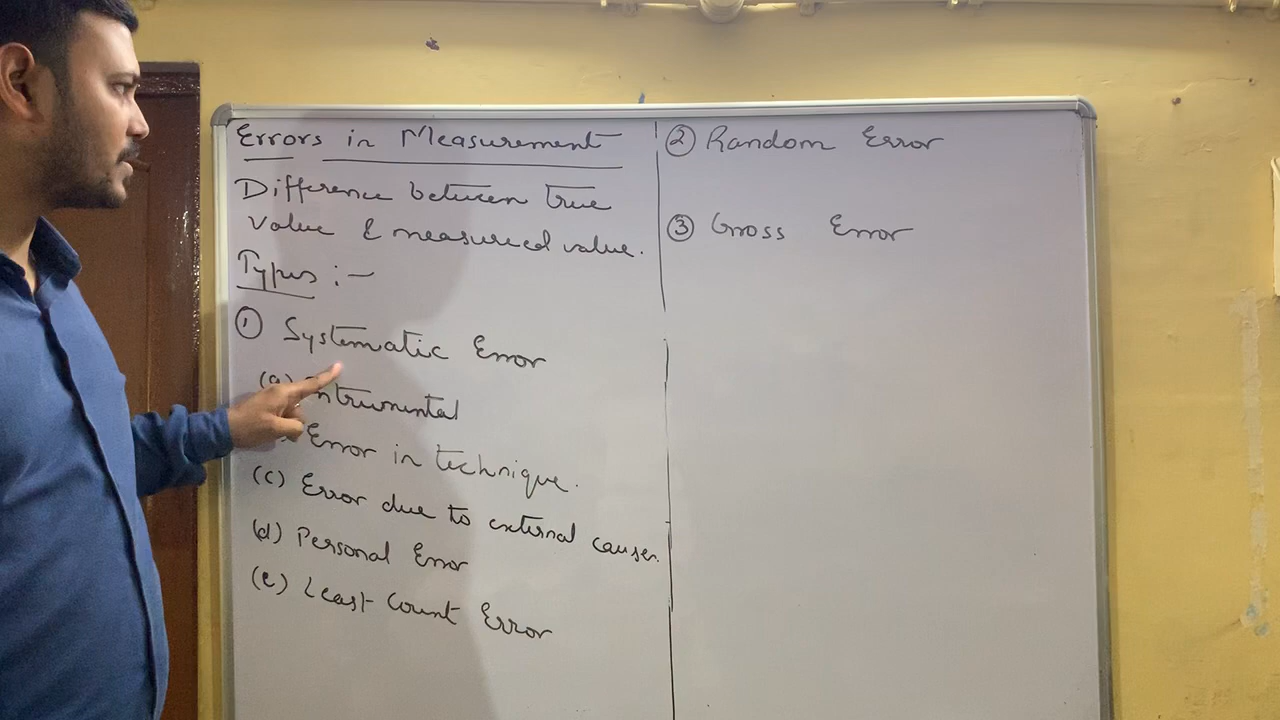 Errors in Measurement
Difference between true
value & measured value.
Types :-
① Systematic Error
(a) Intrumental
Error in technique.
(c) Error due to external causes.
(d) Personal Error
(e) Least Count Error
② Random Error
③ Gross Error